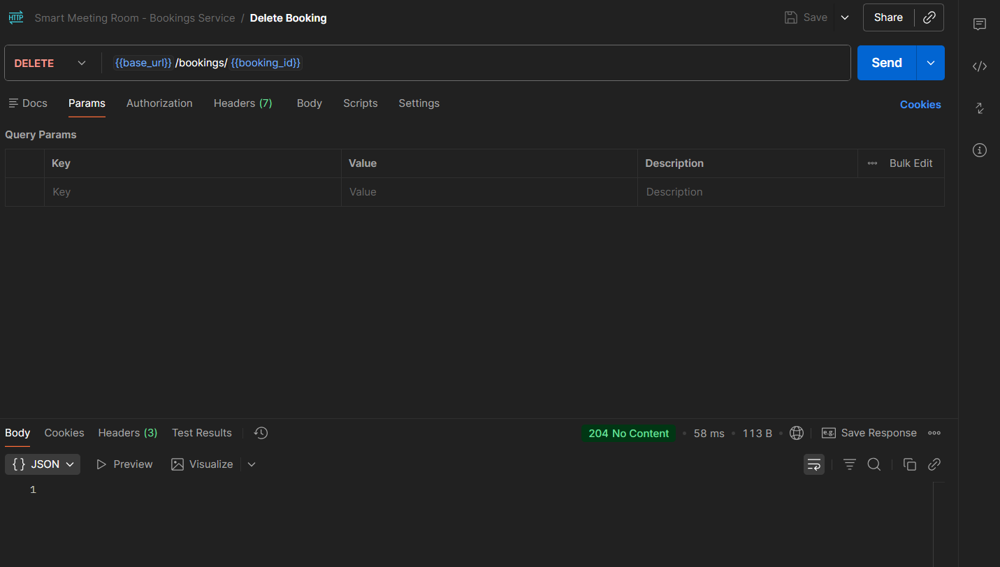 HTTP Smart Meeting Room - Bookings Service / Delete Booking Save Share
DELETE {{base_url}} /bookings/ {{booking_id}} Send
Docs Params Authorization Headers (7) Body Scripts Settings Cookies
Query Params
Key Value Description Bulk Edit
Key Value Description
Body Cookies Headers (3) Test Results 204 No Content • 58 ms • 113 B • e.g. Save Response
{ } JSON Preview Visualize
1